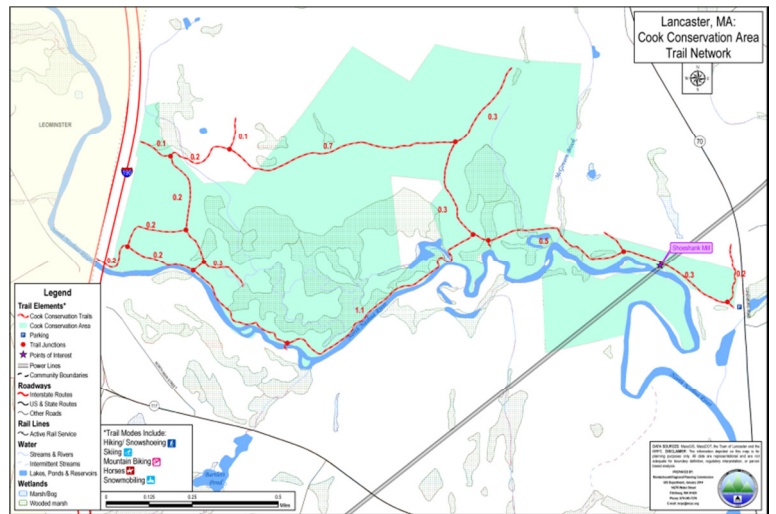 Lancaster, MA:
Cook Conservation Area
Trail Network
LEOMINSTER
0.1
0.2
0.1
0.7
0.3
70
0.2
0.3
0.2
0.2
0.2
0.5
Shoeshank Mill
0.3
0.2
0.3
1.1
117
Legend
Trail Elements*
Cook Conservation Trails
Cook Conservation Area
Parking
Trail Junctions
Points of Interest
Power Lines
Community Boundaries
Roadways
Interstate Routes
US & State Routes
Other Roads
Rail Lines
Active Rail Service
Water
Streams & Rivers
Intermittent Streams
Lakes, Ponds & Reservoirs
Wetlands
Marsh/Bog
Wooded marsh
*Trail Modes Include:
Hiking/ Snowshoeing
Skiing
Mountain Biking
Horses
Snowmobiling
0
0.125
0.25
0.5
Miles